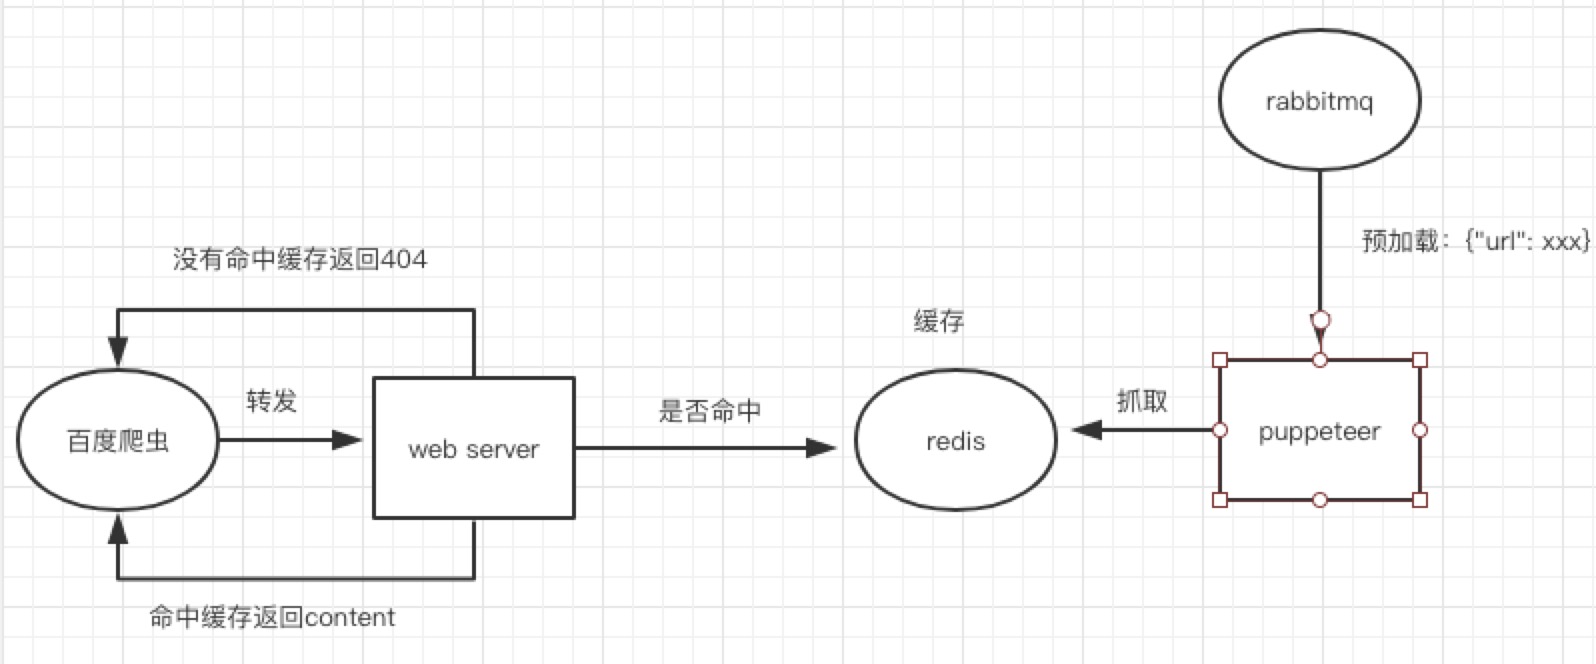 rabbitmq
预加载：{"url": xxx}
没有命中缓存返回404
缓存
转发
是否命中
抓取
百度爬虫
web server
redis
puppeteer
命中缓存返回content